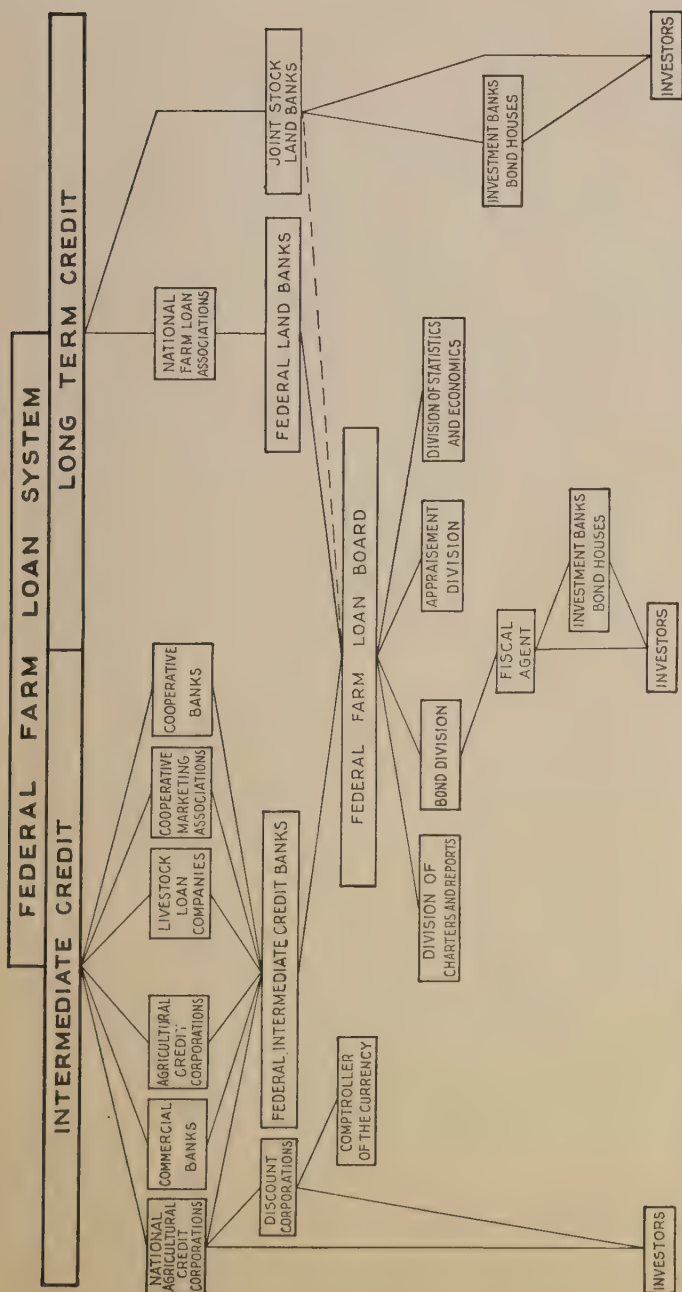 FEDERAL FARM LOAN SYSTEM
INTERMEDIATE CREDIT
LONG TERM CREDIT
NATIONAL
AGRICULTURAL
CREDIT
CORPORATIONS
COMMERCIAL
BANKS
AGRICULTURAL
CREDIT
CORPORATIONS
LIVESTOCK
LOAN
COMPANIES
COOPERATIVE
MARKETING
ASSOCIATIONS
COOPERATIVE
BANKS
NATIONAL
FARM LOAN
ASSOCIATIONS
DISCOUNT
CORPORATIONS
FEDERAL INTERMEDIATE CREDIT BANKS
FEDERAL LAND BANKS
JOINT STOCK
LAND BANKS
COMPTROLLER
OF THE CURRENCY
FEDERAL FARM LOAN BOARD
DIVISION OF
CHARTERS AND REPORTS
BOND DIVISION
APPRAISEMENT
DIVISION
DIVISION OF STATISTICS
AND ECONOMICS
INVESTMENT BANKS
BOND HOUSES
FISCAL
AGENT
INVESTMENT BANKS
BOND HOUSES
INVESTORS
INVESTORS
INVESTORS